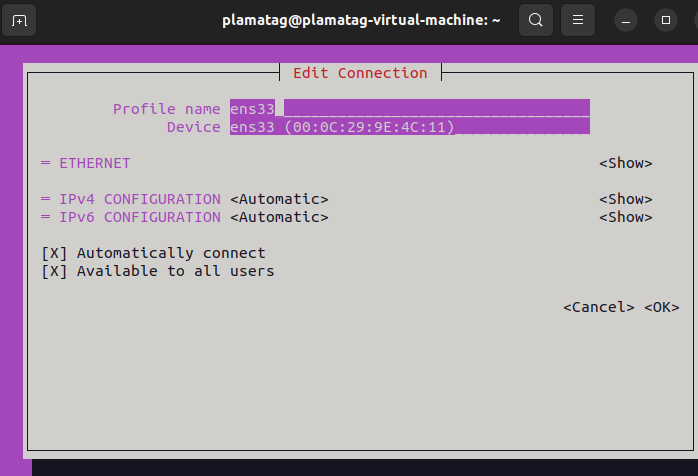 plamatag@plamatag-virtual-machine: ~
Edit Connection
Profile name ens33
Device ens33 (00:0C:29:9E:4C:11)
= ETHERNET <Show>
= IPv4 CONFIGURATION <Automatic> <Show>
= IPv6 CONFIGURATION <Automatic> <Show>
[X] Automatically connect
[X] Available to all users
<Cancel> <OK>